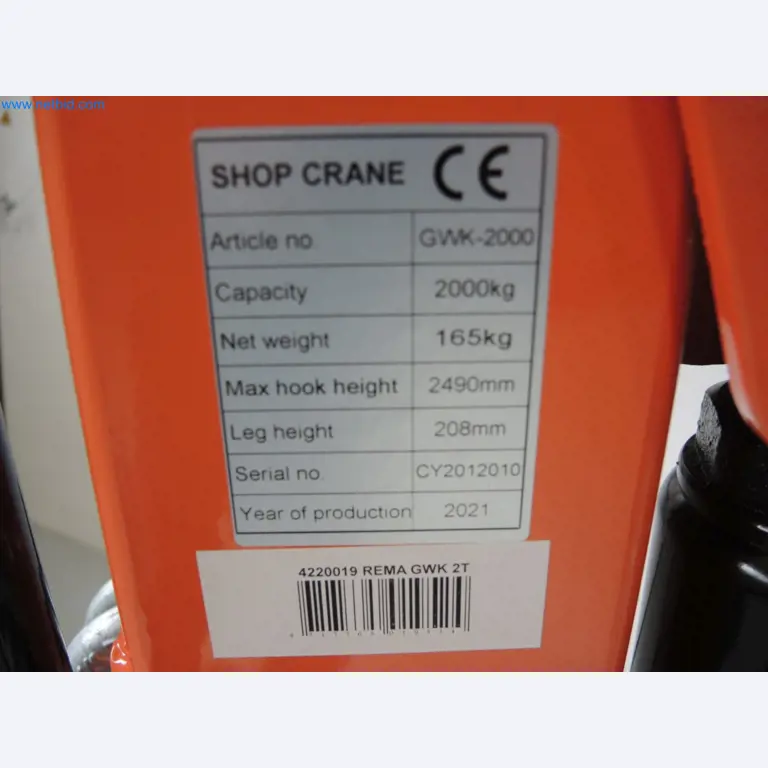 www.netbid.com
SHOP CRANE CE
Article no GWK-2000
Capacity 2000kg
Net weight 165kg
Max hook height 2490mm
Leg height 208mm
Serial no. CY2012010
Year of production 2021
4220019 REMA GWK 2T